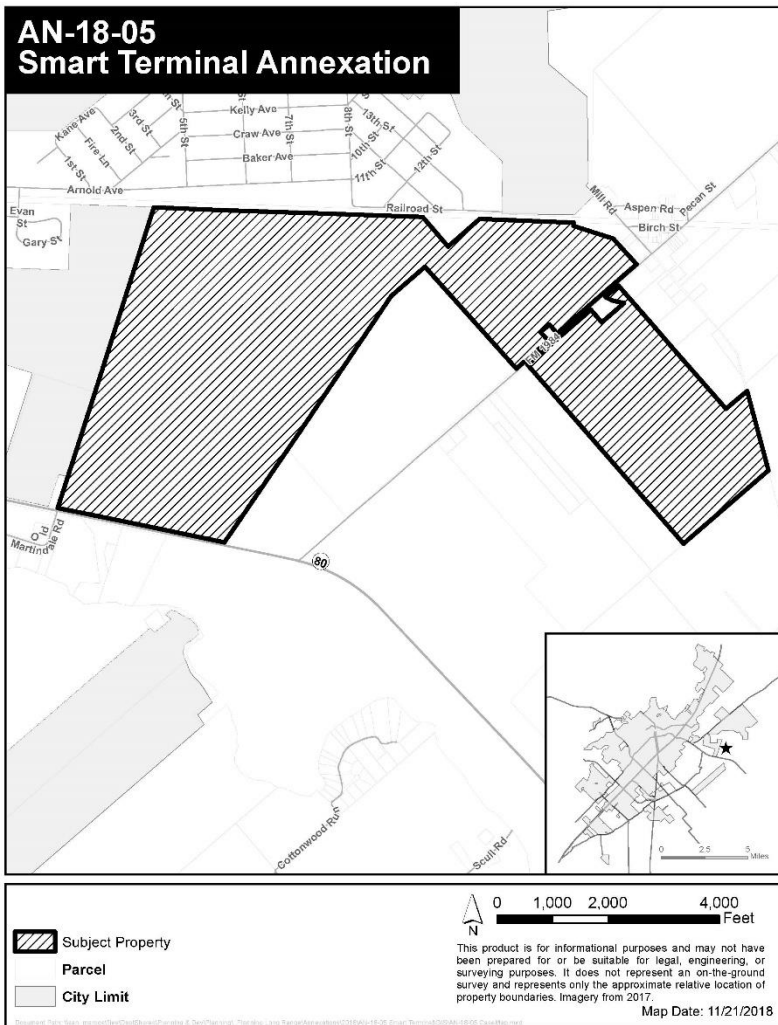 AN-18-05
Smart Terminal Annexation
Kelly Ave
Kane Ave
3rd St
2nd St
Fire Ln
1st St
5th St
7th St
8th St
Craw Ave
Baker Ave
13th St
10th St
12th St
11th St
Arnold Ave
Railroad St
Mill Rd
Aspen Rd
Pecan St
Birch St
Evan
St
Gary St
FM 1984
Old
Martindale Rd
80
Cottonwood Run
Scull Rd
0 2.5 5
Miles
Subject Property
Parcel
City Limit
N
0 1,000 2,000 4,000
Feet
This product is for informational purposes and may not have
been prepared for or be suitable for legal, engineering, or
surveying purposes. It does not represent an on-the-ground
survey and represents only the approximate relative location of
property boundaries. Imagery from 2017.
Map Date: 11/21/2018